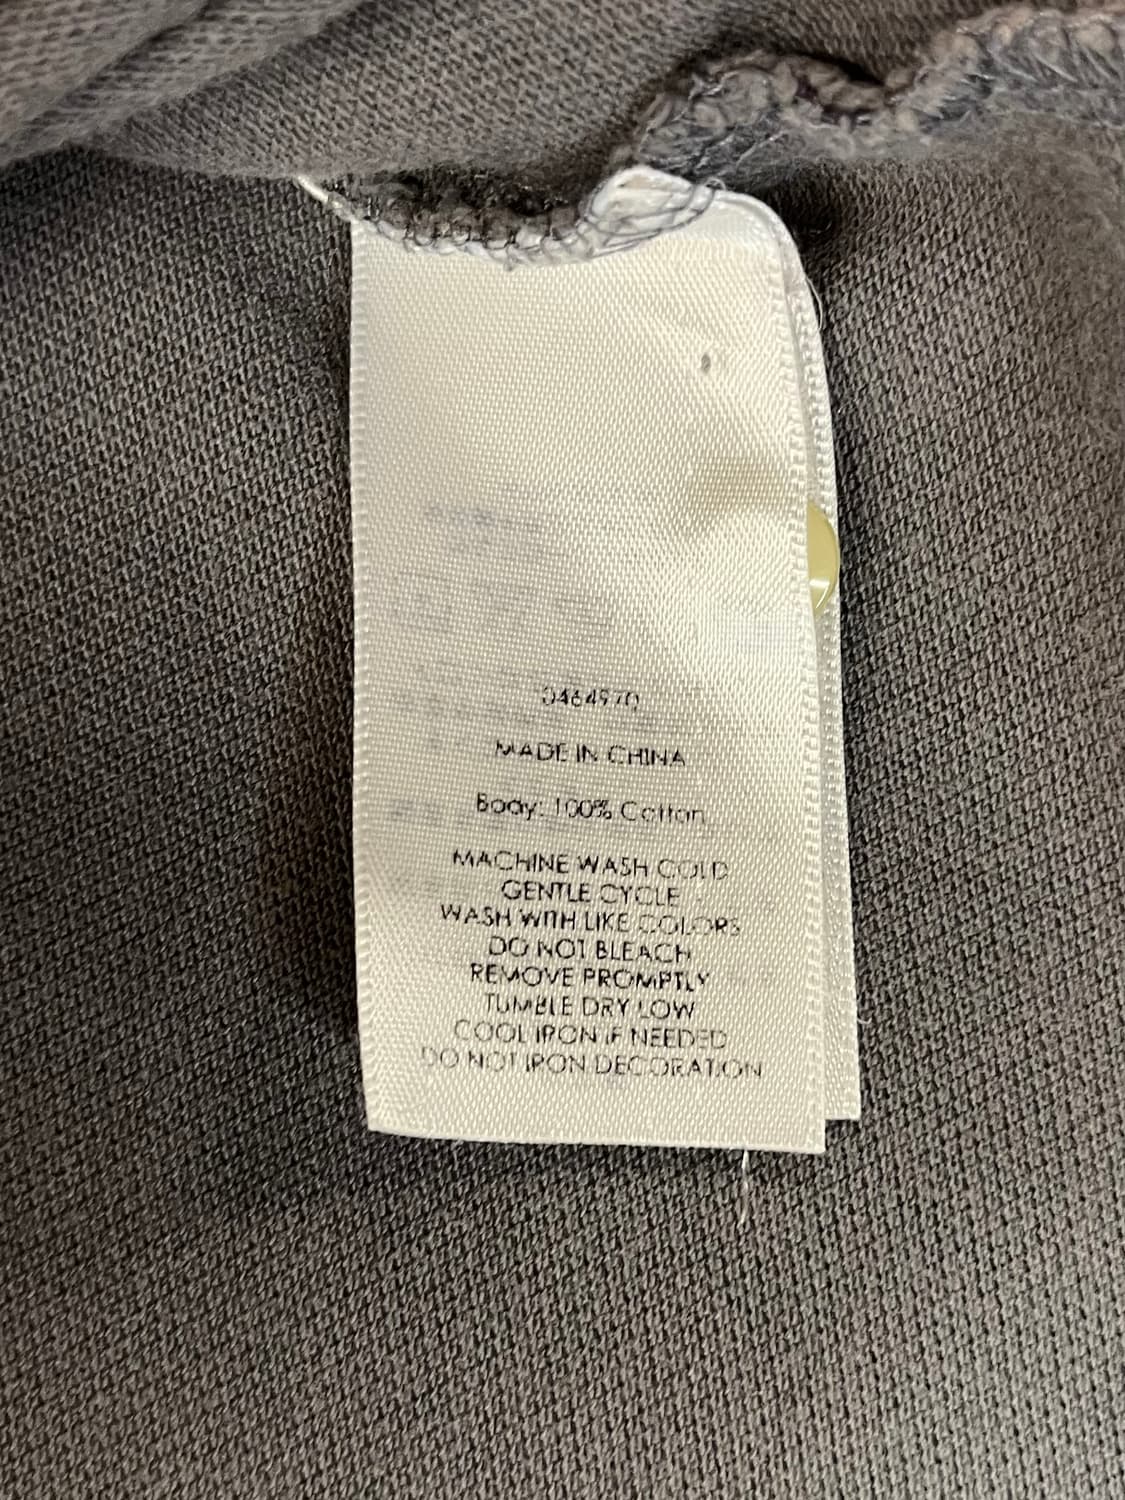 0464970
MADE IN CHINA
Body: 100% Cotton
MACHINE WASH COLD
GENTLE CYCLE
WASH WITH LIKE COLORS
DO NOT BLEACH
REMOVE PROMPTLY
TUMBLE DRY LOW
COOL IRON IF NEEDED
DO NOT IRON DECORATION